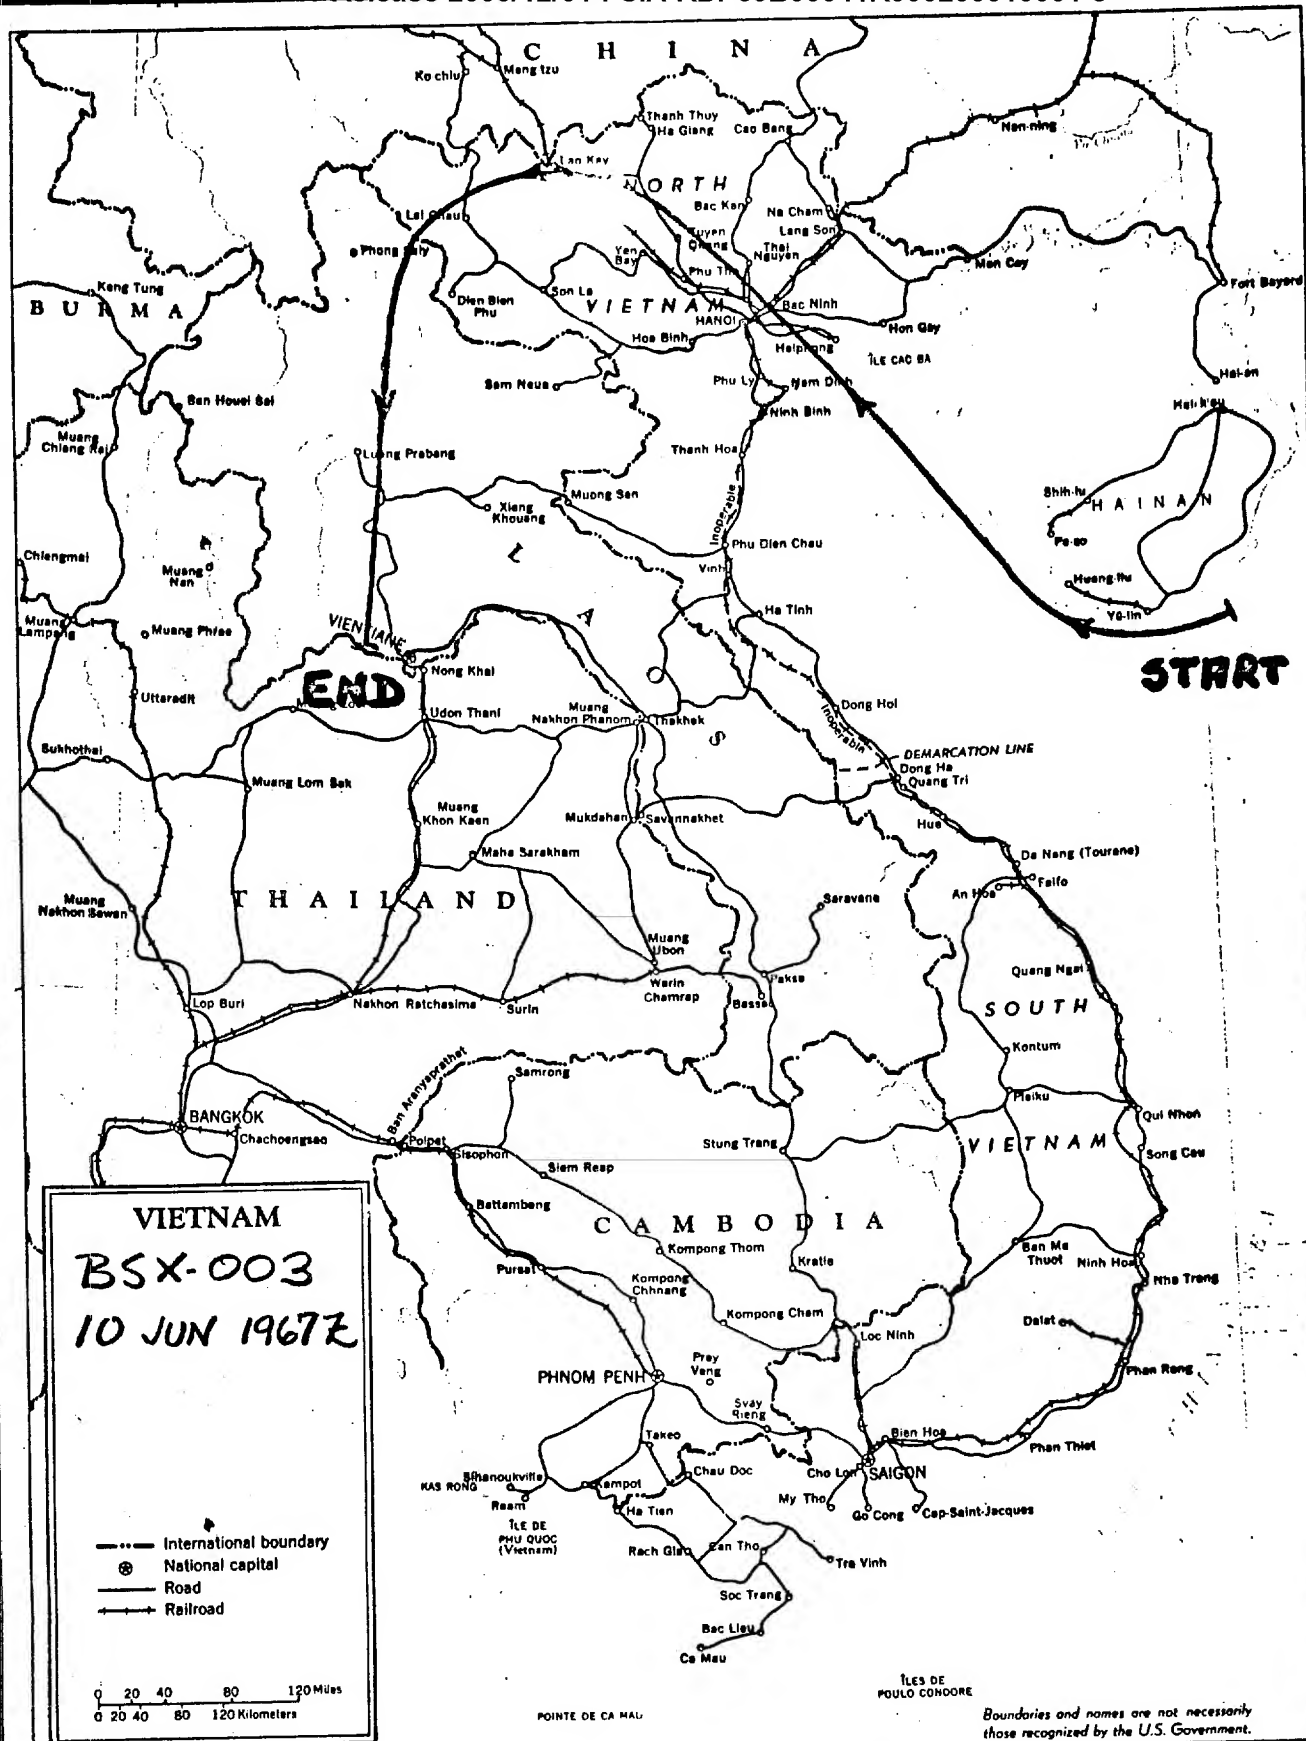 C H I N A
Ko chiu
Meng tzu
Thanh Thuy
Ha Giang
Cao Bang
Nan-ning
Lao Kay
NORTH
Bac Kan
Na Cham
Lai Chau
Tuyen
Quang
Lang Son
Phong Saly
Yen
Bay
Thai
Nguyen
Mon Cay
Phu Tho
Keng Tung
Fort Bayard
BURMA
Dien Bien
Phu
Son La
VIETNAM
Bac Ninh
HANOI
Hon Gay
Hoa Binh
Haiphong
ÎLE CAC BA
Sam Neua
Phu Ly
Nam Dinh
Hai-an
Ban Houei Sai
Ninh Binh
Muang
Chiang Rai
Luang Prabang
Thanh Hoa
Shih-lu
HAINAN
Muong Sen
Xieng
Khouang
Inoperable
Pa-so
Phu Dien Chau
Chiengmai
Muang
Nan
Vinh
Huang-liu
L A O S
Yü-lin
Ha Tinh
Muang
Lampang
Muang Phrae
VIENTIANE
Nong Khai
START
END
Uttaradit
Udon Thani
Muang
Nakhon Phanom
Thakhek
Dong Hoi
Inoperable
Sukhothai
DEMARCATION LINE
Dong Ha
Quang Tri
Muang Lom Sak
Muang
Khon Kaen
Mukdahan
Savannakhet
Hue
Maha Sarakham
Da Nang (Tourane)
Faifo
An Hoa
THAILAND
Muang
Nakhon Sawan
Saravane
Muang
Ubon
Quang Ngai
Warin
Chamrap
Pakse
Bassac
Lop Buri
Nakhon Ratchasima
Surin
SOUTH
Kontum
Ban Aranyaprathet
Samrong
Pleiku
BANGKOK
Qui Nhon
Chachoengsao
Poipet
Sisophon
Stung Treng
VIETNAM
Song Cau
Siem Reap
Battambang
CAMBODIA
VIETNAM
BSX-003
10 JUN 1967Z
Kompong Thom
Ban Me
Thuot
Ninh Hoa
Pursat
Kratie
Nha Trang
Kompong
Chhnang
Kompong Cham
Dalat
Loc Ninh
Prey
Veng
PHNOM PENH
Phan Rang
Svay
Rieng
Bien Hoa
Takeo
Phan Thiet
Chau Doc
Cho Lon
SAIGON
KAS RONG
Sihanoukville
Kampot
Ream
My Tho
Go Cong
Cap-Saint-Jacques
Ha Tien
ÎLE DE
PHU QUOC
(Vietnam)
International boundary
National capital
Road
Railroad
Rach Gia
Can Tho
Tra Vinh
Soc Trang
Bac Lieu
Ca Mau
0 20 40 80 120 Miles
0 20 40 80 120 Kilometers
ÎLES DE
POULO CONDORE
POINTE DE CA MAU
Boundaries and names are not necessarily
those recognized by the U.S. Government.